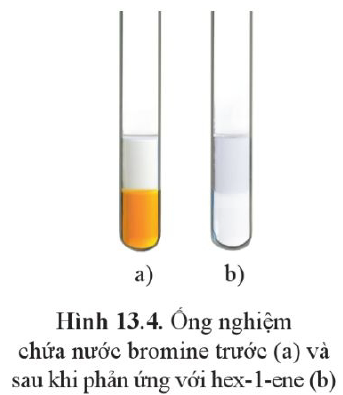 a)
b)
Hình 13.4. Ống nghiệm
chứa nước bromine trước (a) và
sau khi phản ứng với hex-1-ene (b)